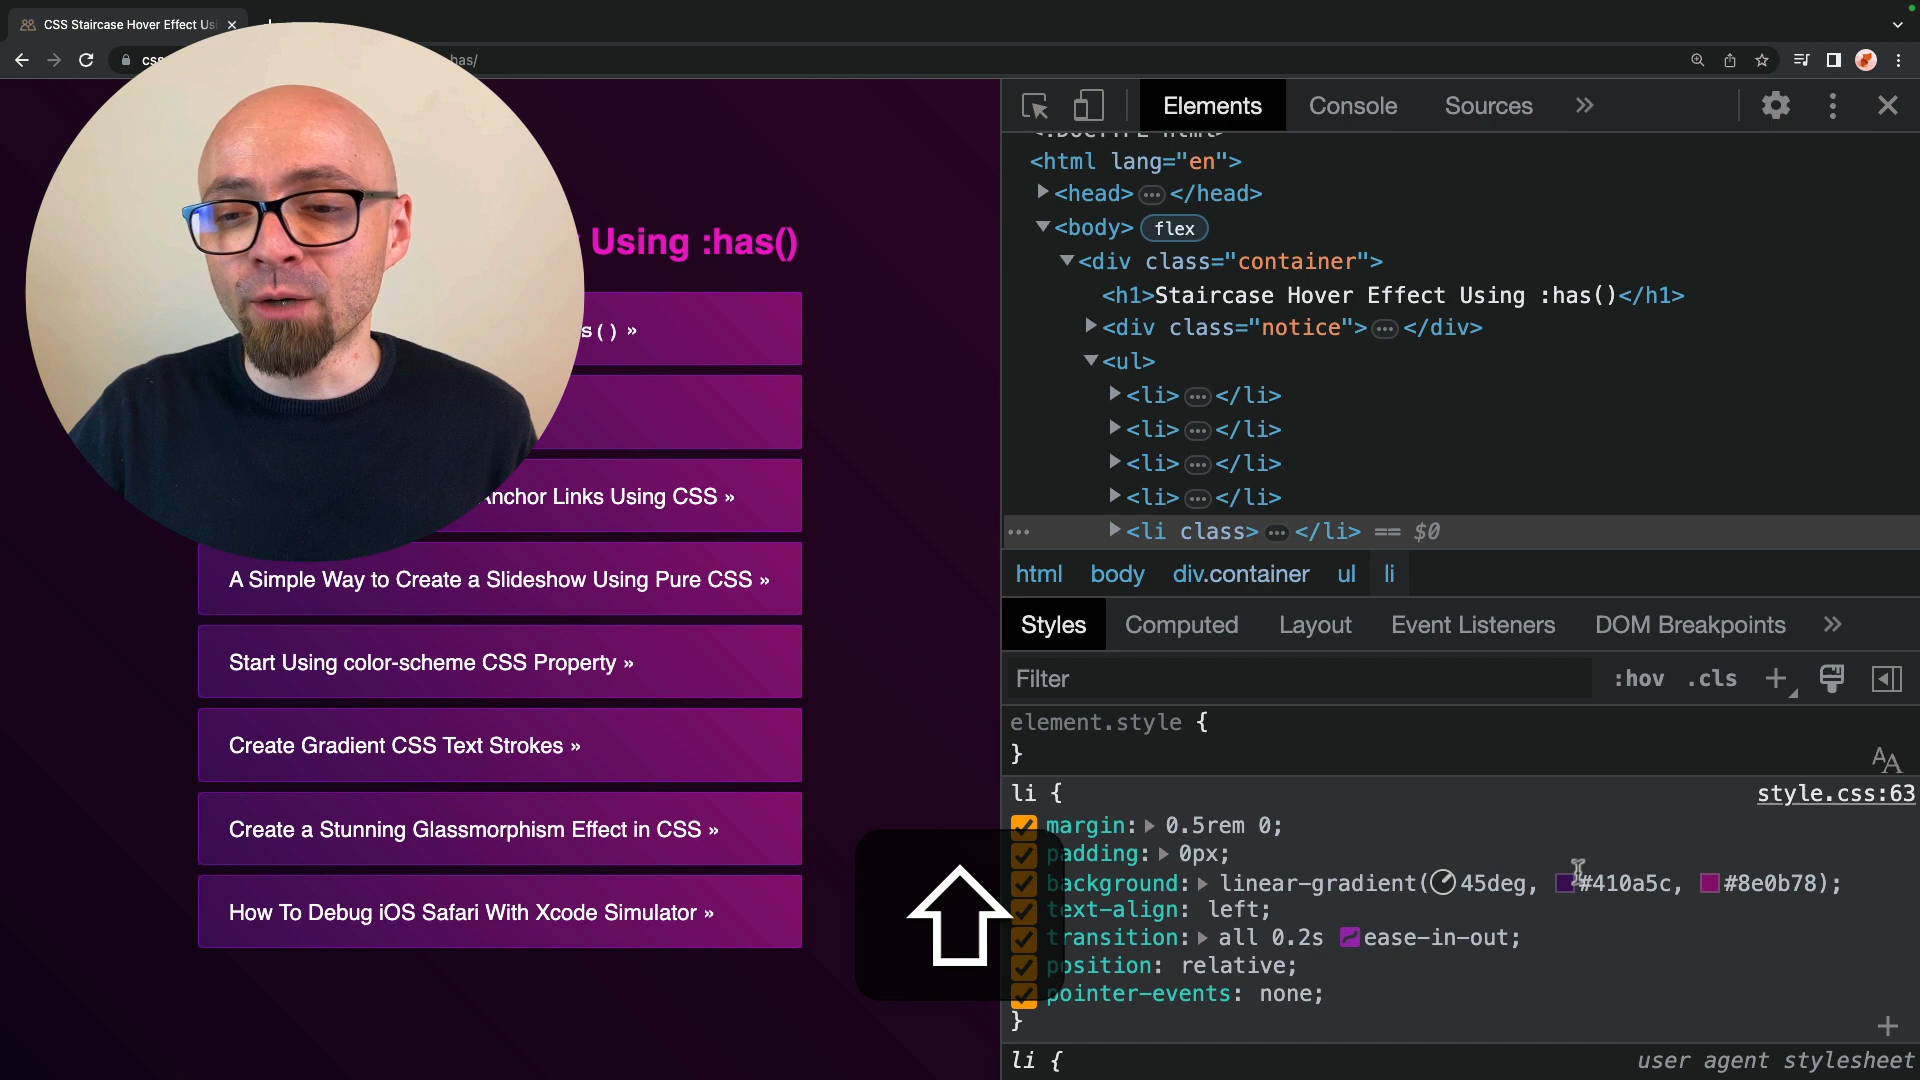 CSS Staircase Hover Effect Usi
has/
Using :has()
s() »
Anchor Links Using CSS »
A Simple Way to Create a Slideshow Using Pure CSS »
Start Using color-scheme CSS Property »
Create Gradient CSS Text Strokes »
Create a Stunning Glassmorphism Effect in CSS »
How To Debug iOS Safari With Xcode Simulator »
Elements Console Sources »
<!DOCTYPE html>
<html lang="en">
<head> … </head>
<body> flex
<div class="container">
<h1>Staircase Hover Effect Using :has()</h1>
<div class="notice"> … </div>
<ul>
<li> … </li>
<li> … </li>
<li> … </li>
<li> … </li>
… <li class> … </li> == $0
html body div.container ul li
Styles Computed Layout Event Listeners DOM Breakpoints »
Filter :hov .cls +
element.style {
}
AA
li { style.css:63
margin: 0.5rem 0;
padding: 0px;
background: linear-gradient(45deg, #410a5c, #8e0b78);
text-align: left;
transition: all 0.2s ease-in-out;
position: relative;
pointer-events: none;
}
li { user agent stylesheet